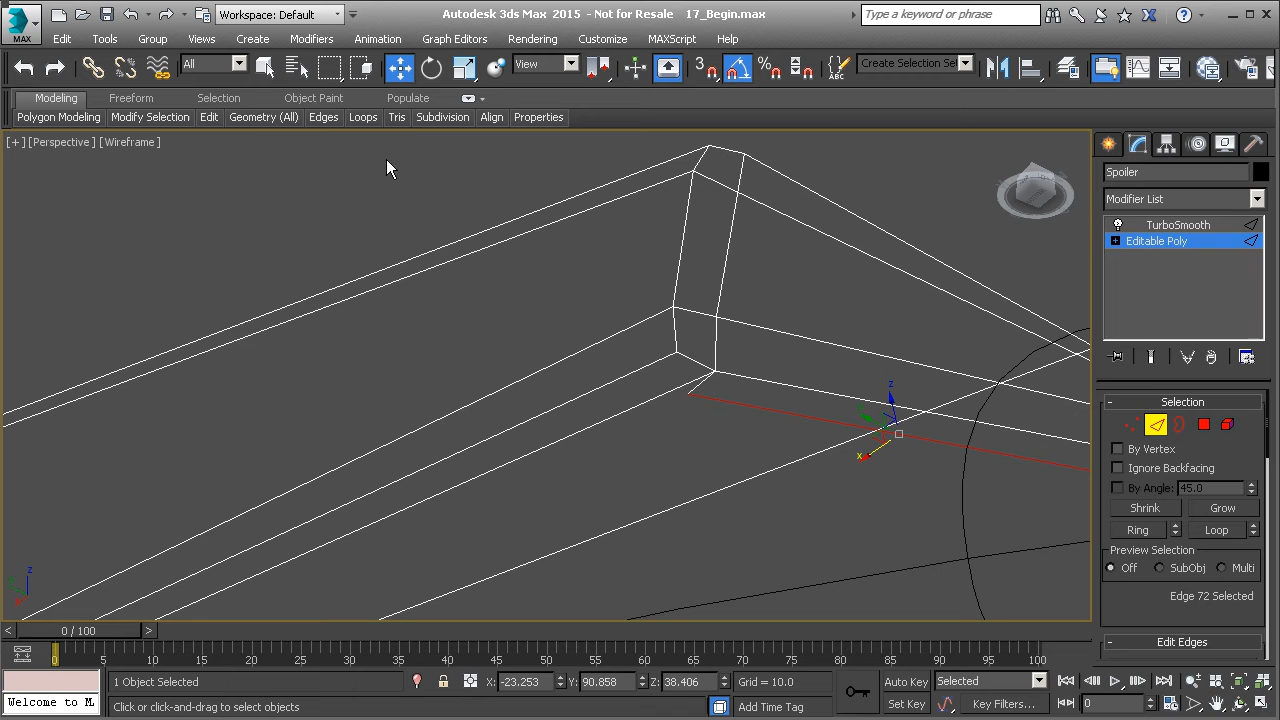 Workspace: Default
Autodesk 3ds Max 2015 - Not for Resale 17_Begin.max
Type a keyword or phrase
MAX
Edit Tools Group Views Create Modifiers Animation Graph Editors Rendering Customize MAXScript Help
All View 3 % ABC Create Selection Se
Modeling Freeform Selection Object Paint Populate
Polygon Modeling Modify Selection Edit Geometry (All) Edges Loops Tris Subdivision Align Properties
[+] [Perspective ] [Wireframe ]
Spoiler
Modifier List
TurboSmooth
Editable Poly
Selection
By Vertex
Ignore Backfacing
By Angle: 45.0
Shrink Grow
Ring Loop
Preview Selection
Off SubObj Multi
Edge 72 Selected
Edit Edges
z
x
z
< 0 / 100 >
0 5 10 15 20 25 30 35 40 45 50 55 60 65 70 75 80 85 90 95 100
1 Object Selected X: -23.253 Y: 90.858 Z: 38.406 Grid = 10.0 Auto Key Selected
Welcome to M Click or click-and-drag to select objects Add Time Tag Set Key Key Filters... 0